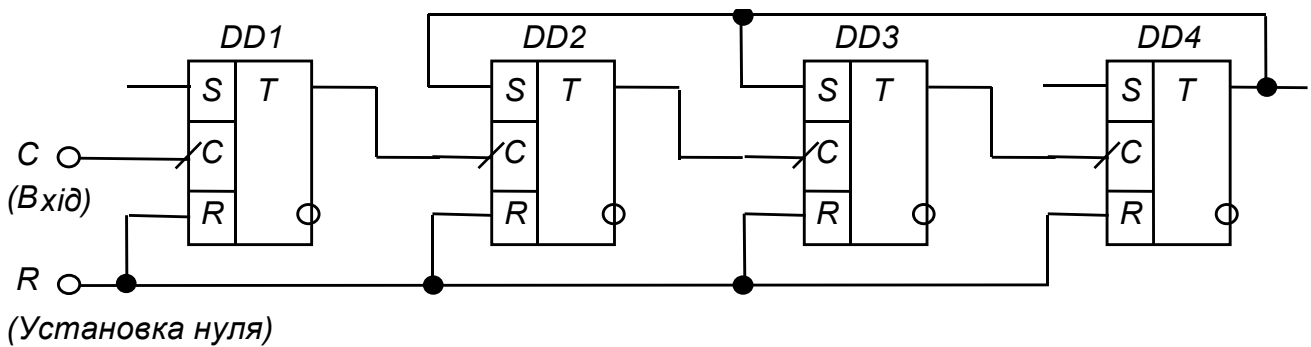 DD1 DD2 DD3 DD4
S T S T S T S T
C C C C C
(Вхід)
R R R R
R
(Установка нуля)